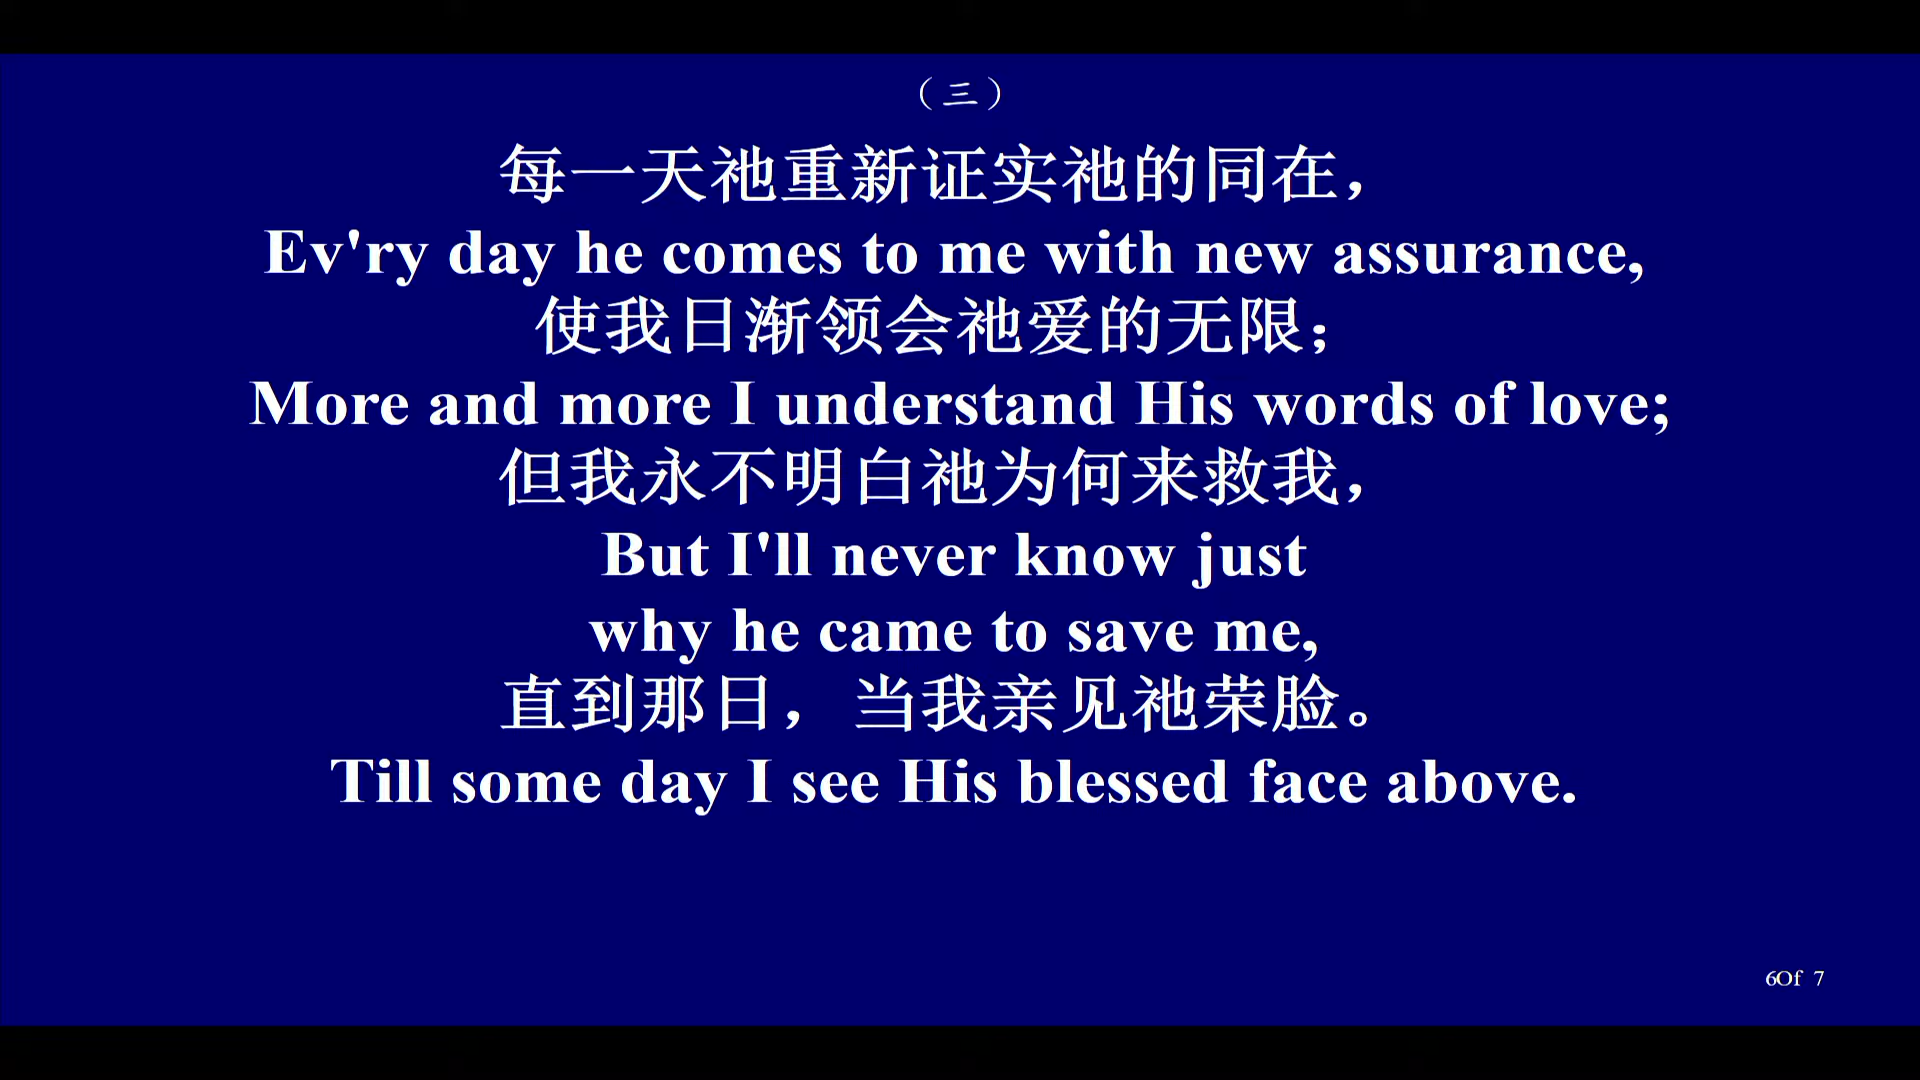 （三）
每一天祂重新证实祂的同在，
Ev'ry day he comes to me with new assurance,
使我日渐领会祂爱的无限；
More and more I understand His words of love;
但我永不明白祂为何来救我，
But I'll never know just
why he came to save me,
直到那日，当我亲见祂荣脸。
Till some day I see His blessed face above.
6Of 7